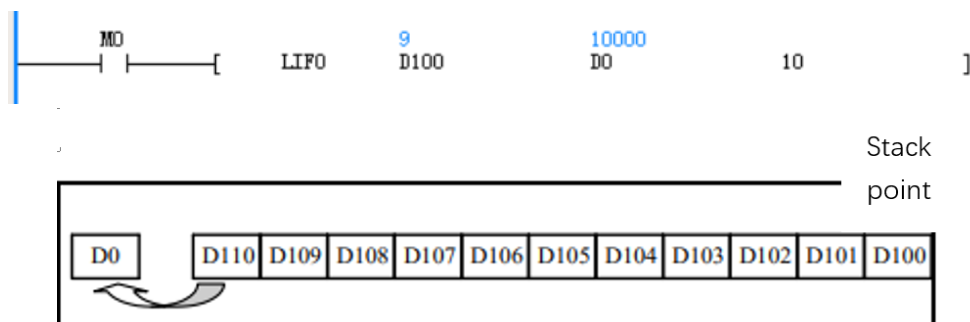 M0 9 10000
[ LIFO D100 D0 10 ]
Stack
point
D0 D110 D109 D108 D107 D106 D105 D104 D103 D102 D101 D100